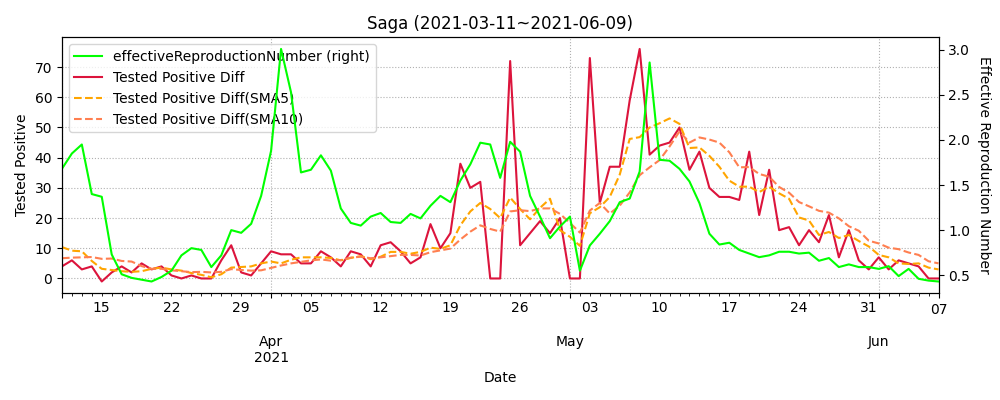 Saga (2021-03-11~2021-06-09)
effectiveReproductionNumber (right)
Tested Positive Diff
Tested Positive Diff(SMA5)
Tested Positive Diff(SMA10)
Tested Positive
70
60
50
40
30
20
10
0
3.0
2.5
2.0
1.5
1.0
0.5
Effective Reproduction Number
15 22 29 05 12 19 26 03 10 17 24 31 07
Apr May Jun
2021
Date